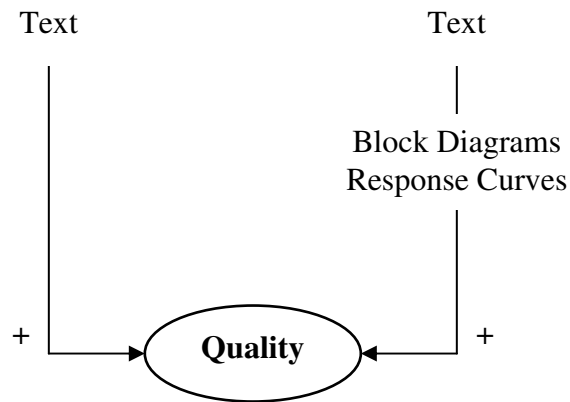 Text
Text
Block Diagrams
Response Curves
+
Quality
+